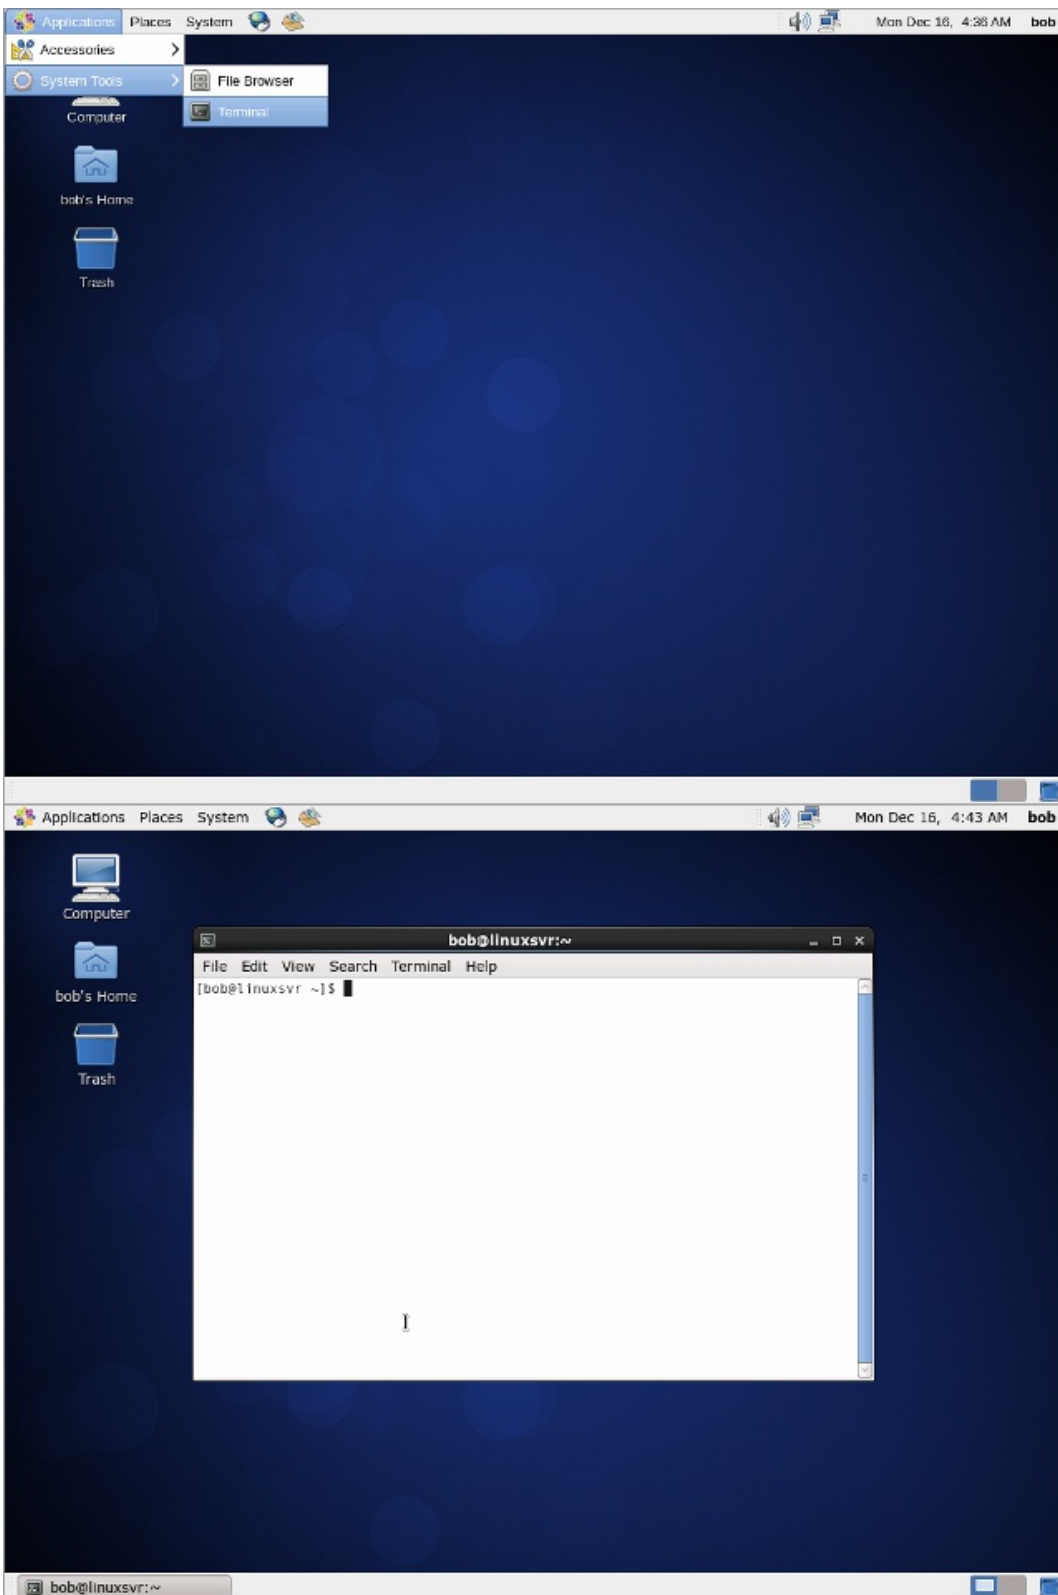 Applications Places System Mon Dec 16, 4:36 AM bob
Accessories
System Tools
File Browser
Terminal
Computer
bob's Home
Trash
Applications Places System Mon Dec 16, 4:43 AM bob
Computer
bob's Home
Trash
bob@linuxsvr:~
File Edit View Search Terminal Help
[bob@linuxsvr ~]$
bob@linuxsvr:~